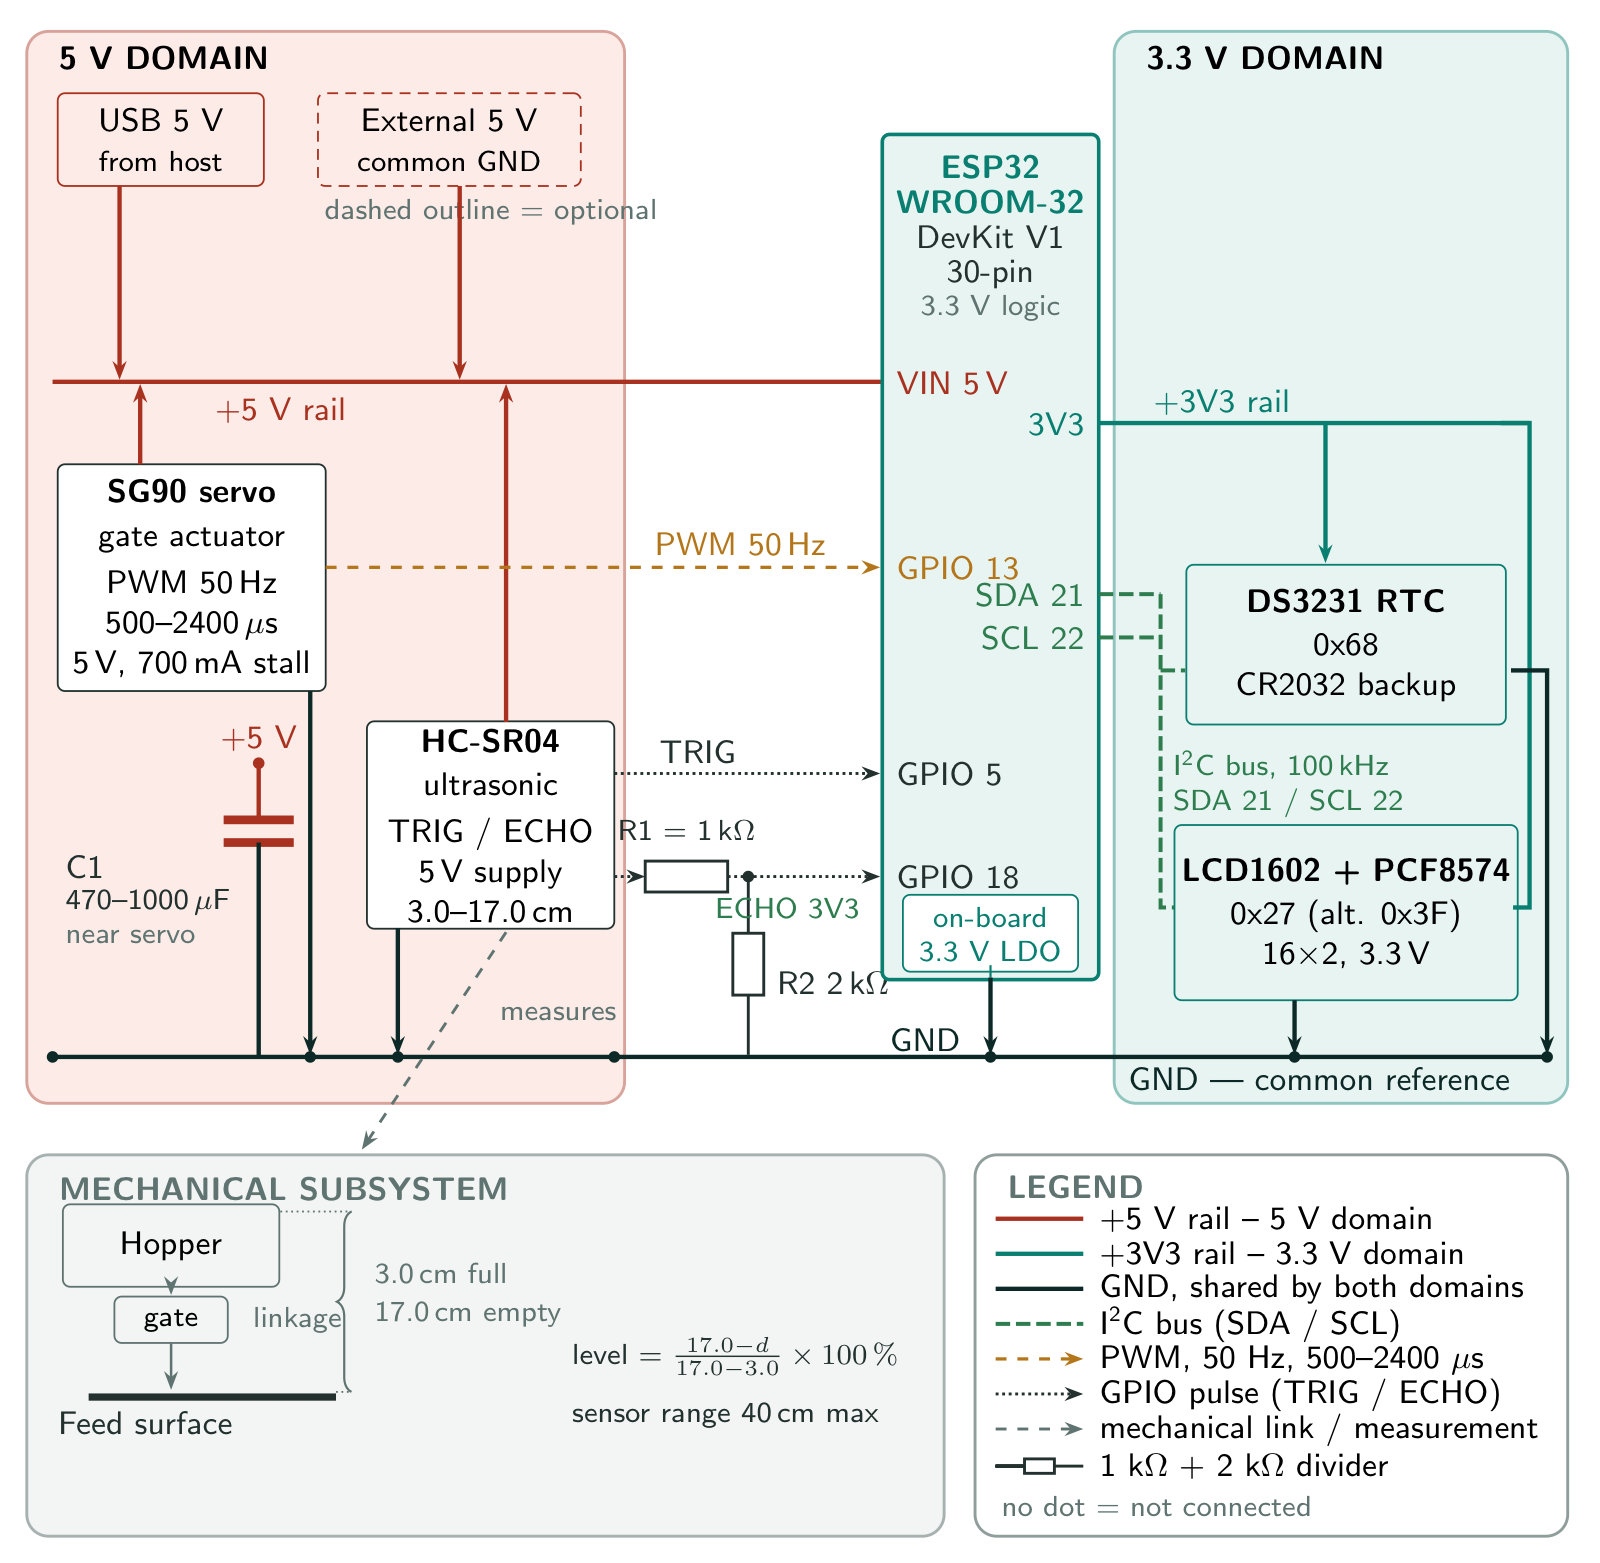 5 V DOMAIN
USB 5 V
from host
External 5 V
common GND
dashed outline = optional
+5 V rail
SG90 servo
gate actuator
PWM 50 Hz
500–2400 μs
5 V, 700 mA stall
+5 V
C1
470–1000 μF
near servo
HC-SR04
ultrasonic
TRIG / ECHO
5 V supply
3.0–17.0 cm
measures
PWM 50 Hz
TRIG
R1 = 1 kΩ
ECHO 3V3
R2 2 kΩ
GND
ESP32
WROOM-32
DevKit V1
30-pin
3.3 V logic
VIN 5 V
3V3
GPIO 13
SDA 21
SCL 22
GPIO 5
GPIO 18
on-board
3.3 V LDO
3.3 V DOMAIN
+3V3 rail
DS3231 RTC
0x68
CR2032 backup
I²C bus, 100 kHz
SDA 21 / SCL 22
LCD1602 + PCF8574
0x27 (alt. 0x3F)
16×2, 3.3 V
GND — common reference
MECHANICAL SUBSYSTEM
Hopper
gate
linkage
Feed surface
3.0 cm full
17.0 cm empty
level = (17.0−d)/(17.0−3.0) × 100 %
sensor range 40 cm max
LEGEND
+5 V rail – 5 V domain
+3V3 rail – 3.3 V domain
GND, shared by both domains
I²C bus (SDA / SCL)
PWM, 50 Hz, 500–2400 μs
GPIO pulse (TRIG / ECHO)
mechanical link / measurement
1 kΩ + 2 kΩ divider
no dot = not connected